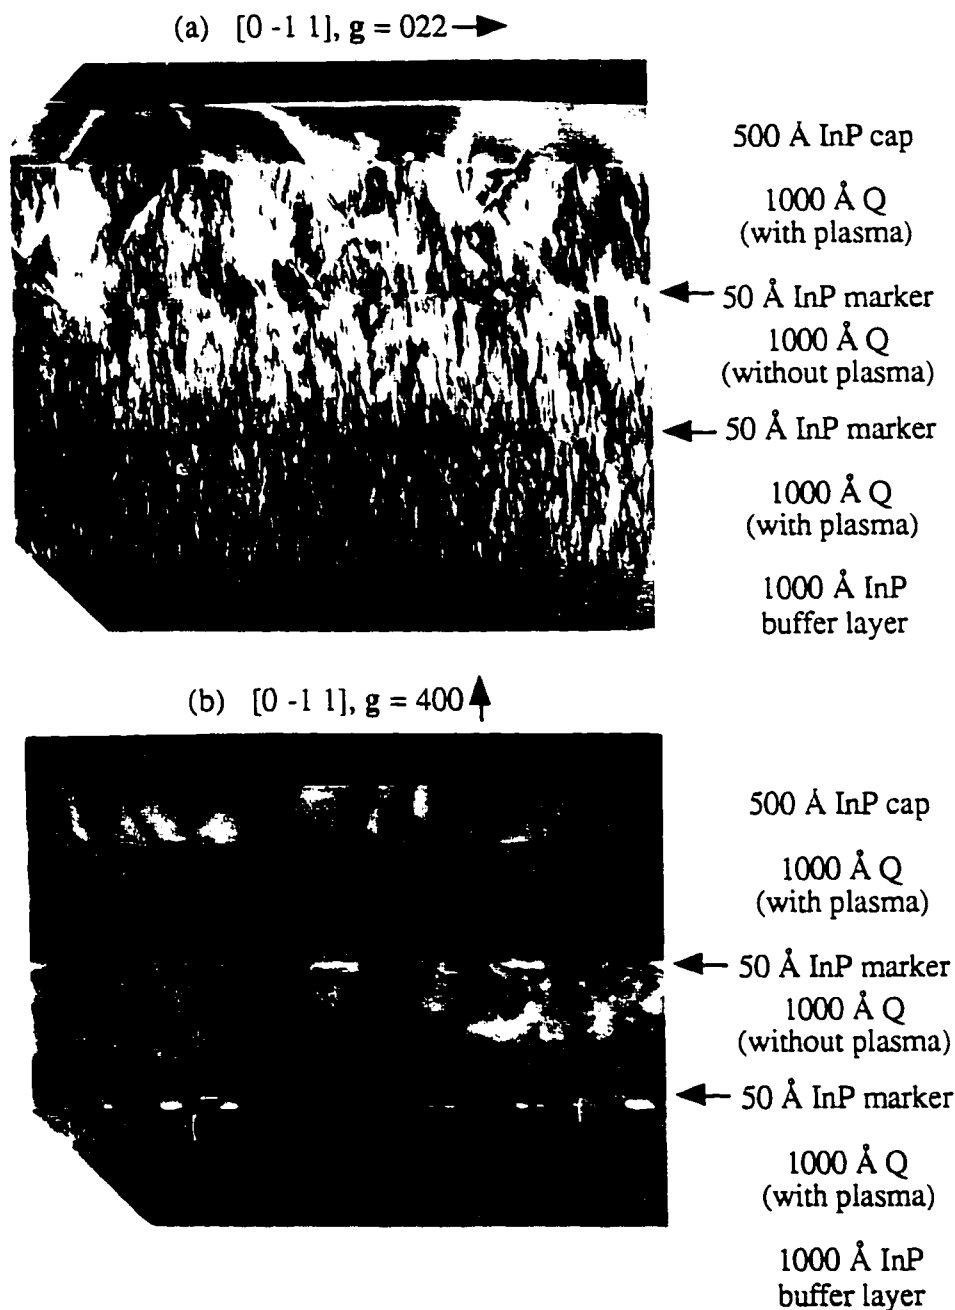 (a) [0 -1 1], g = 022
500 Å InP cap
1000 Å Q
(with plasma)
50 Å InP marker
1000 Å Q
(without plasma)
50 Å InP marker
1000 Å Q
(with plasma)
1000 Å InP
buffer layer
(b) [0 -1 1], g = 400
500 Å InP cap
1000 Å Q
(with plasma)
50 Å InP marker
1000 Å Q
(without plasma)
50 Å InP marker
1000 Å Q
(with plasma)
1000 Å InP
buffer layer